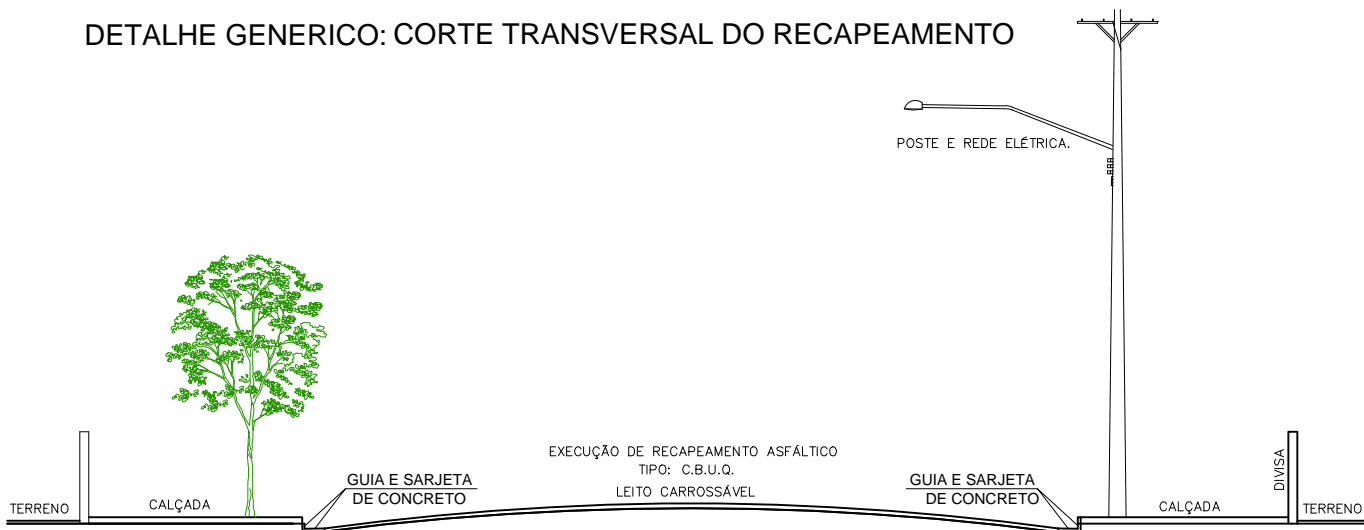 DETALHE GENERICO: CORTE TRANSVERSAL DO RECAPEAMENTO
POSTE E REDE ELÉTRICA.
EXECUÇÃO DE RECAPEAMENTO ASFÁLTICO
TIPO: C.B.U.Q.
LEITO CARROSSÁVEL
GUIA E SARJETA
DE CONCRETO
GUIA E SARJETA
DE CONCRETO
DIVISA
TERRENO
CALÇADA
CALÇADA
TERRENO